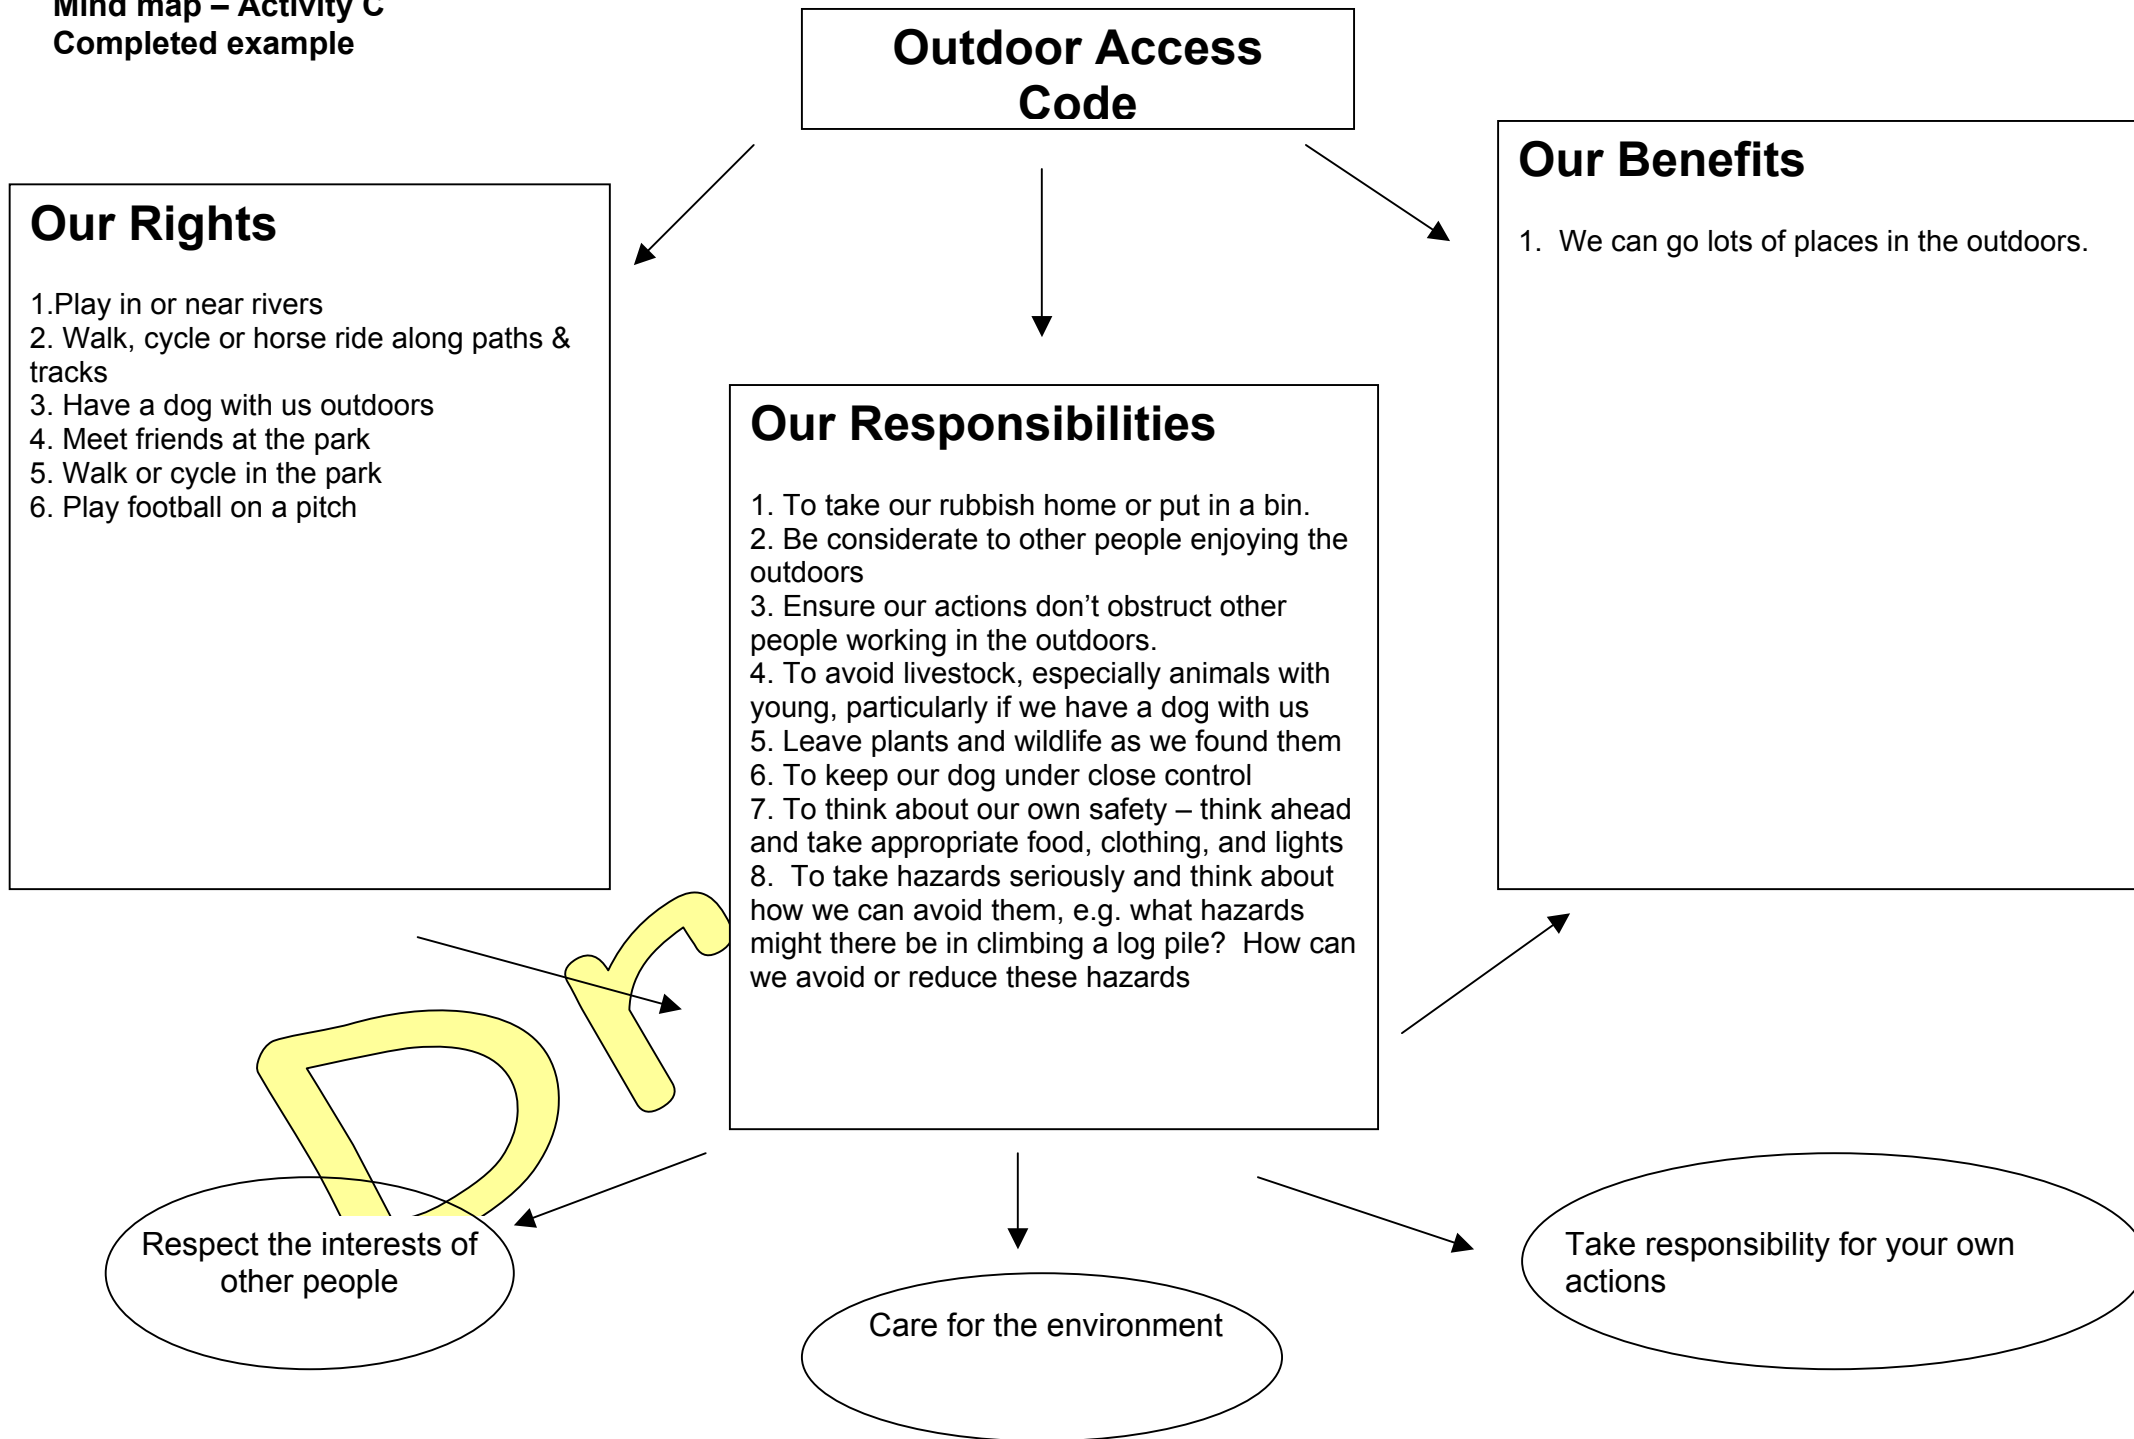 Mind map – Activity C
Completed example
Outdoor Access
Code
Our Rights
1.Play in or near rivers
2. Walk, cycle or horse ride along paths &
tracks
3. Have a dog with us outdoors
4. Meet friends at the park
5. Walk or cycle in the park
6. Play football on a pitch
Our Responsibilities
1. To take our rubbish home or put in a bin.
2. Be considerate to other people enjoying the
outdoors
3. Ensure our actions don’t obstruct other
people working in the outdoors.
4. To avoid livestock, especially animals with
young, particularly if we have a dog with us
5. Leave plants and wildlife as we found them
6. To keep our dog under close control
7. To think about our own safety – think ahead
and take appropriate food, clothing, and lights
8.  To take hazards seriously and think about
how we can avoid them, e.g. what hazards
might there be in climbing a log pile?  How can
we avoid or reduce these hazards
Our Benefits
1.  We can go lots of places in the outdoors.
Dr
Respect the interests of
other people
Care for the environment
Take responsibility for your own
actions